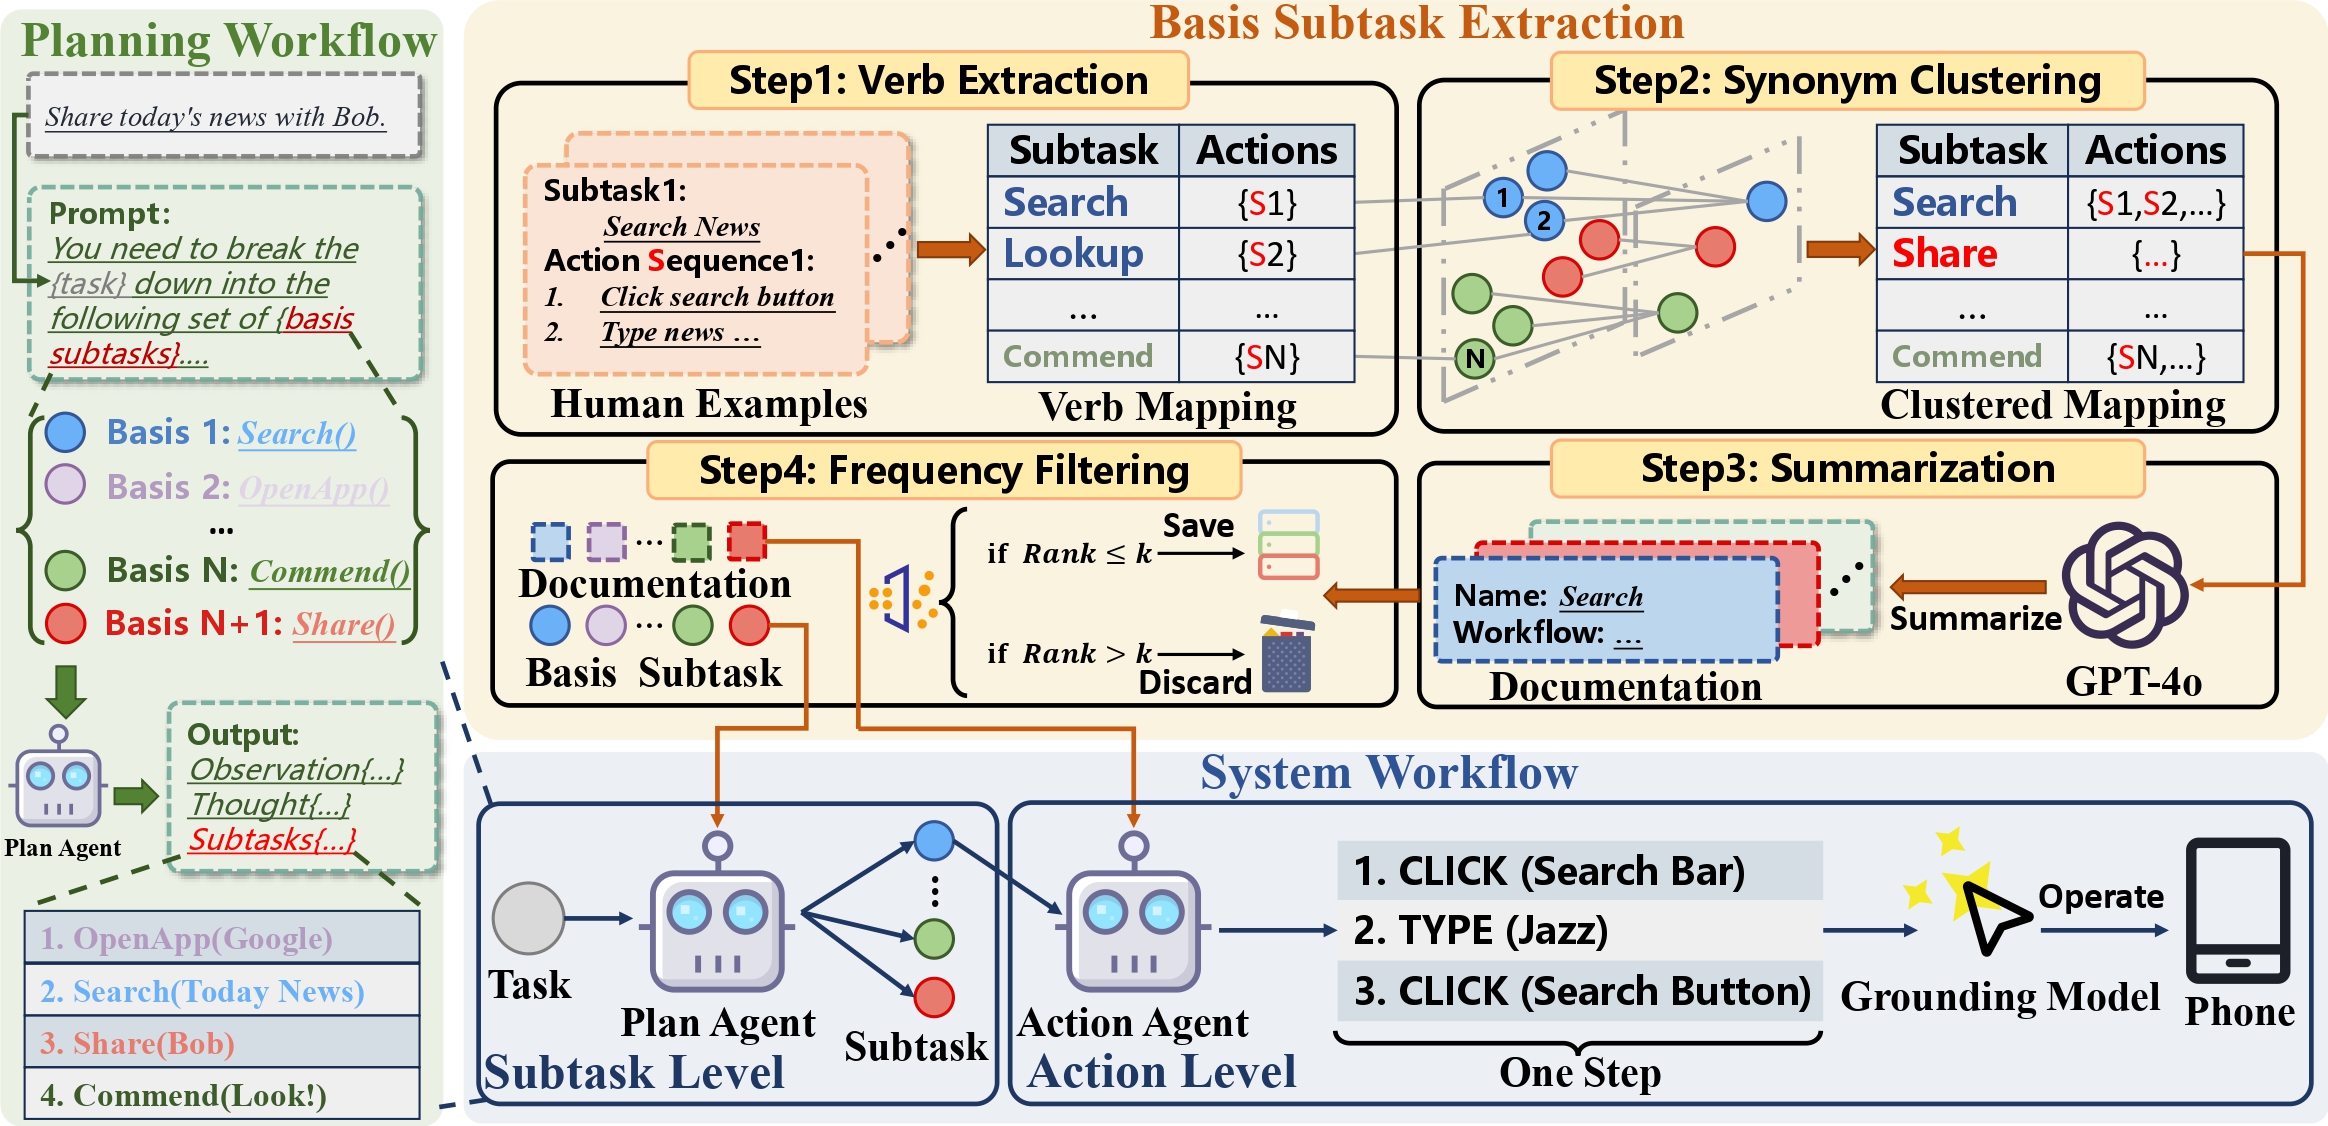 Planning Workflow
Share today's news with Bob.
Prompt:
You need to break the
{task} down into the
following set of {basis
subtasks}....
Basis 1: Search()
Basis 2: OpenApp()
...
Basis N: Commend()
Basis N+1: Share()
Plan Agent
Output:
Observation{...}
Thought{...}
Subtasks{...}
1. OpenApp(Google)
2. Search(Today News)
3. Share(Bob)
4. Commend(Look!)
Basis Subtask Extraction
Step1: Verb Extraction
Subtask1:
Search News
Action Sequence1:
1. Click search button
2. Type news ...
Human Examples
Subtask Actions
Search {S1}
Lookup {S2}
... ...
Commend {SN}
Verb Mapping
Step2: Synonym Clustering
1
2
N
Subtask Actions
Search {S1,S2,...}
Share {...}
... ...
Commend {SN,...}
Clustered Mapping
Step3: Summarization
GPT-4o
Summarize
Name: Search
Workflow: ...
Documentation
Step4: Frequency Filtering
...
Documentation
...
Basis Subtask
if Rank ≤ k
Save
if Rank > k
Discard
System Workflow
Task
Plan Agent
Subtask
Subtask Level
Action Agent
Action Level
1. CLICK (Search Bar)
2. TYPE (Jazz)
3. CLICK (Search Button)
One Step
Grounding Model
Operate
Phone